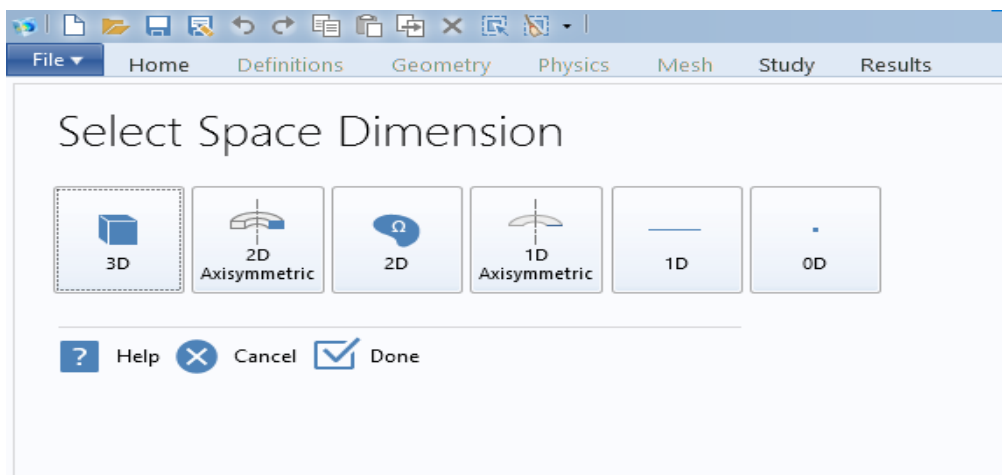 File Home Definitions Geometry Physics Mesh Study Results
Select Space Dimension
Ω
3D
2D
Axisymmetric
2D
1D
Axisymmetric
1D
0D
? Help Cancel Done